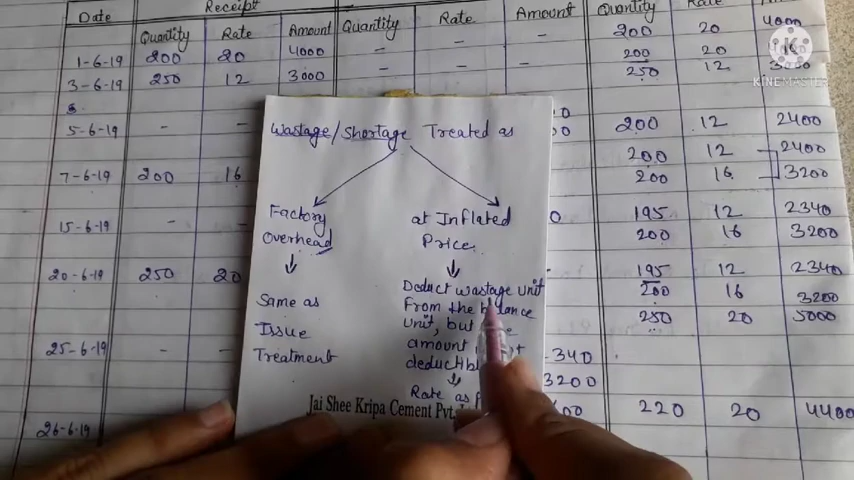 Receipt
Rate
Date
Quantity Rate Amount Quantity Rate Amount Quantity
1-6-19 200 20 4000 - - - 200 20 4000
3-6-19 250 12 3000 - - - 200 20
250 12
5-6-19 - - 200 12 2400
200 12 2400
7-6-19 200 16 200 16 3200
15-6-19 - - 195 12 2340
200 16 3200
20-6-19 250 20 195 12 2340
200 16 3200
250 20 5000
25-6-19 - - 340
3200
26-6-19 220 20 4400
KINEMASTER
Wastage/Shortage Treated as
Factory
Overhead
Same as
Issue
Treatment
at Inflated
Price
Deduct wastage unit
From the balance
unit, but
amount
Rate as
Jai Shee Kripa Cement Pvt.